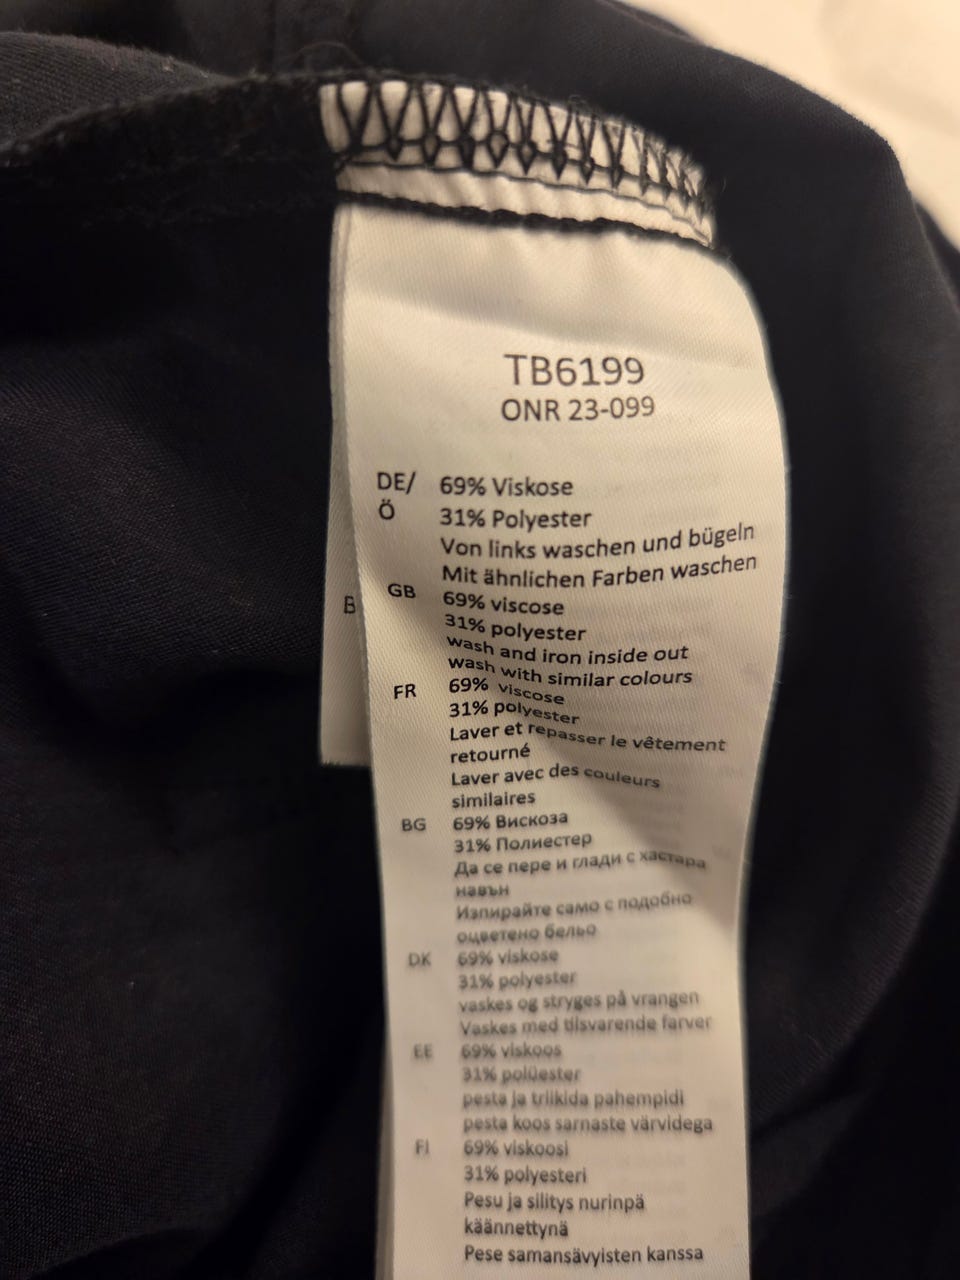 TB6199
ONR 23-099
DE/ 69% Viskose
Ö 31% Polyester
Von links waschen und bügeln
Mit ähnlichen Farben waschen
GB 69% viscose
31% polyester
wash and iron inside out
wash with similar colours
FR 69% viscose
31% polyester
Laver et repasser le vêtement
retourné
Laver avec des couleurs
similaires
BG 69% Вискоза
31% Полиестер
Да се пере и глади с хастара
навън
Изпирайте само с подобно
оцветено бельо
DK 69% viskose
31% polyester
vaskes og stryges på vrangen
Vaskes med tilsvarende farver
EE 69% viskoos
31% polüester
pesta ja triikida pahempidi
pesta koos sarnaste värvidega
FI 69% viskoosi
31% polyesteri
Pesu ja silitys nurinpä
käännettynä
Pese samansävyisten kanssa
B